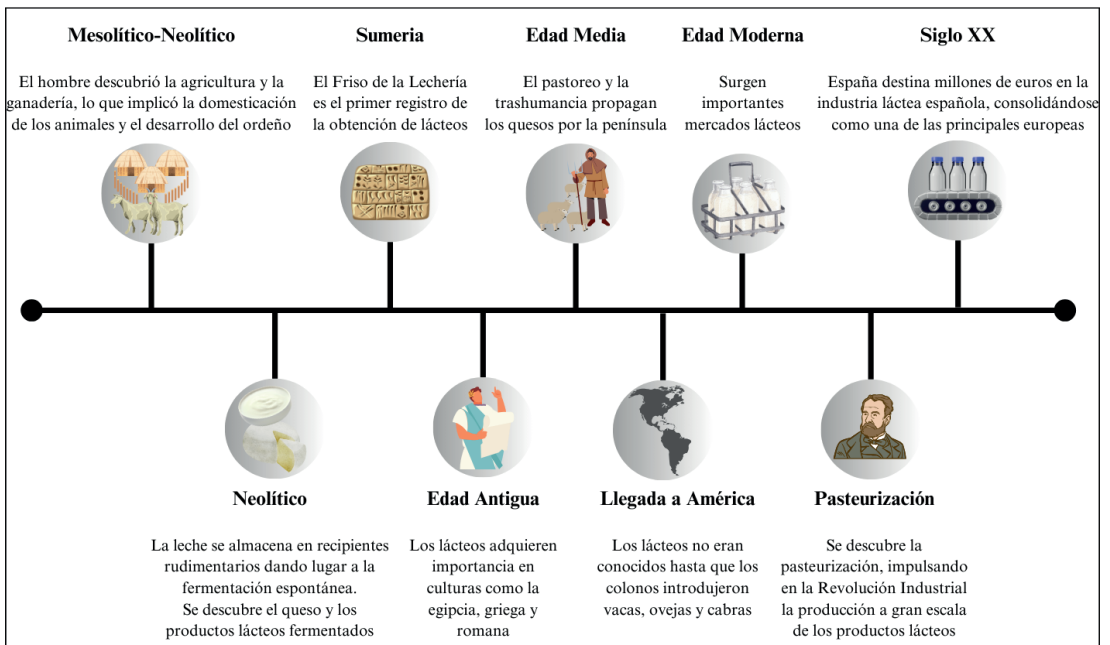 Mesolítico-Neolítico
El hombre descubrió la agricultura y la
ganadería, lo que implicó la domesticación
de los animales y el desarrollo del ordeño
Sumeria
El Friso de la Lechería
es el primer registro de
la obtención de lácteos
Edad Media
El pastoreo y la
trashumancia propagan
los quesos por la península
Edad Moderna
Surgen
importantes
mercados lácteos
Siglo XX
España destina millones de euros en la
industria láctea española, consolidándose
como una de las principales europeas
Neolítico
La leche se almacena en recipientes
rudimentarios dando lugar a la
fermentación espontánea.
Se descubre el queso y los
productos lácteos fermentados
Edad Antigua
Los lácteos adquieren
importancia en
culturas como la
egipcia, griega y
romana
Llegada a América
Los lácteos no eran
conocidos hasta que los
colonos introdujeron
vacas, ovejas y cabras
Pasteurización
Se descubre la
pasteurización, impulsando
en la Revolución Industrial
la producción a gran escala
de los productos lácteos